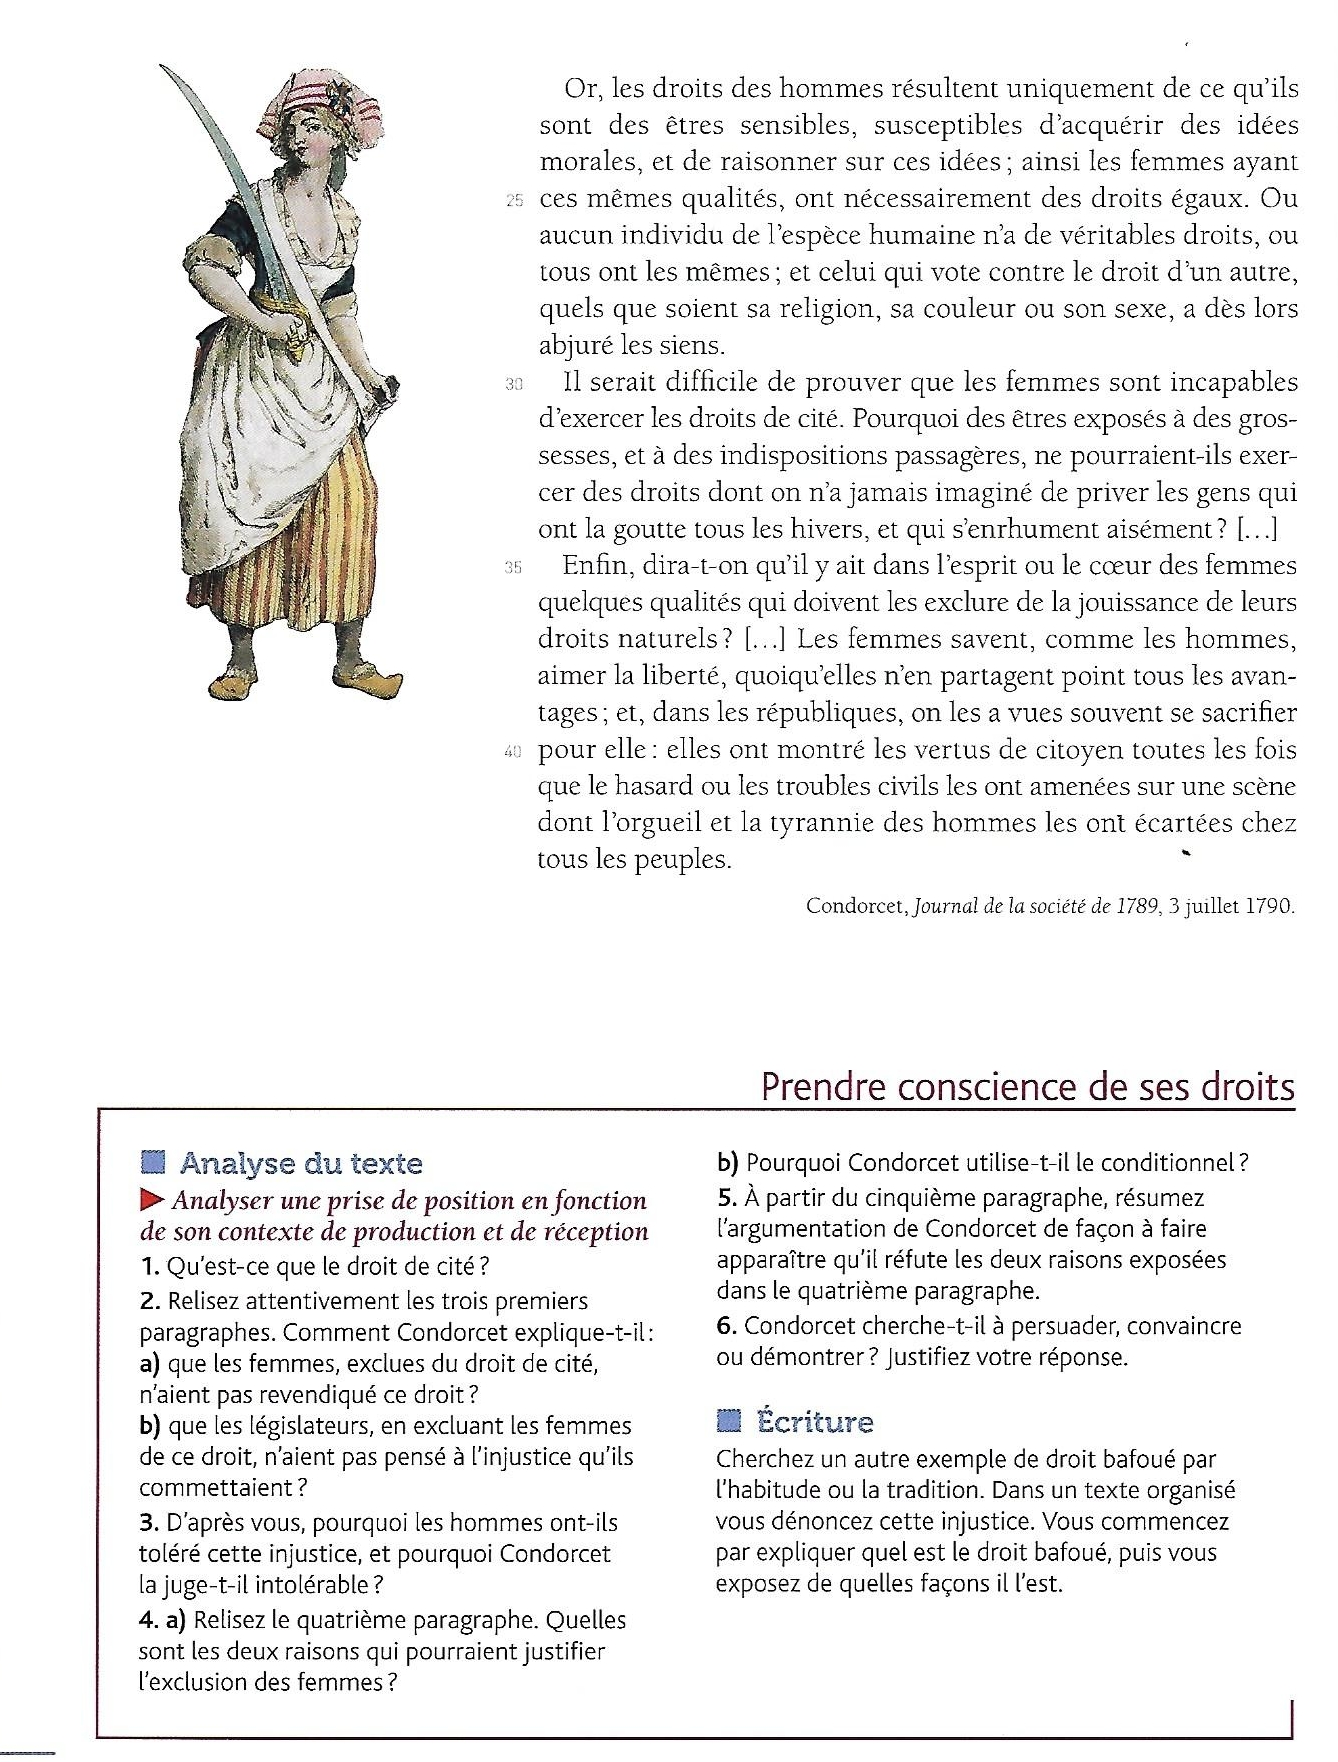 Or, les droits des hommes résultent uniquement de ce qu'ils
sont des êtres sensibles, susceptibles d'acquérir des idées
morales, et de raisonner sur ces idées ; ainsi les femmes ayant
25 ces mêmes qualités, ont nécessairement des droits égaux. Ou
aucun individu de l'espèce humaine n'a de véritables droits, ou
tous ont les mêmes ; et celui qui vote contre le droit d'un autre,
quels que soient sa religion, sa couleur ou son sexe, a dès lors
abjuré les siens.
30 Il serait difficile de prouver que les femmes sont incapables
d'exercer les droits de cité. Pourquoi des êtres exposés à des gros-
sesses, et à des indispositions passagères, ne pourraient-ils exer-
cer des droits dont on n'a jamais imaginé de priver les gens qui
ont la goutte tous les hivers, et qui s'enrhument aisément ? [...]
35 Enfin, dira-t-on qu'il y ait dans l'esprit ou le cœur des femmes
quelques qualités qui doivent les exclure de la jouissance de leurs
droits naturels ? [...] Les femmes savent, comme les hommes,
aimer la liberté, quoiqu'elles n'en partagent point tous les avan-
tages ; et, dans les républiques, on les a vues souvent se sacrifier
40 pour elle : elles ont montré les vertus de citoyen toutes les fois
que le hasard ou les troubles civils les ont amenées sur une scène
dont l'orgueil et la tyrannie des hommes les ont écartées chez
tous les peuples.
Condorcet, Journal de la société de 1789, 3 juillet 1790.
Prendre conscience de ses droits
Analyse du texte
Analyser une prise de position en fonction
de son contexte de production et de réception
1. Qu'est-ce que le droit de cité ?
2. Relisez attentivement les trois premiers
paragraphes. Comment Condorcet explique-t-il :
a) que les femmes, exclues du droit de cité,
n'aient pas revendiqué ce droit ?
b) que les législateurs, en excluant les femmes
de ce droit, n'aient pas pensé à l'injustice qu'ils
commettaient ?
3. D'après vous, pourquoi les hommes ont-ils
toléré cette injustice, et pourquoi Condorcet
la juge-t-il intolérable ?
4. a) Relisez le quatrième paragraphe. Quelles
sont les deux raisons qui pourraient justifier
l'exclusion des femmes ?
b) Pourquoi Condorcet utilise-t-il le conditionnel ?
5. À partir du cinquième paragraphe, résumez
l'argumentation de Condorcet de façon à faire
apparaître qu'il réfute les deux raisons exposées
dans le quatrième paragraphe.
6. Condorcet cherche-t-il à persuader, convaincre
ou démontrer ? Justifiez votre réponse.
Écriture
Cherchez un autre exemple de droit bafoué par
l'habitude ou la tradition. Dans un texte organisé
vous dénoncez cette injustice. Vous commencez
par expliquer quel est le droit bafoué, puis vous
exposez de quelles façons il l'est.